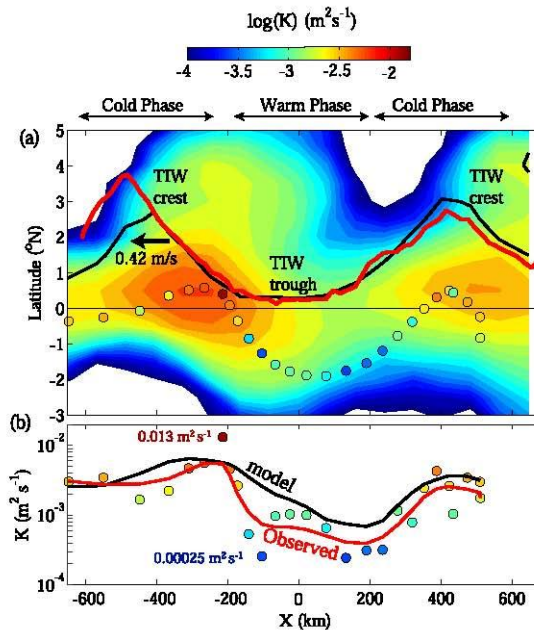 log(K) (m²s⁻¹)
-4 -3.5 -3 -2.5 -2
Cold Phase Warm Phase Cold Phase
(a)
5
4
3
2
1
0
-1
-2
-3
Latitude (°N)
TIW
crest
0.42 m/s
TIW
trough
TIW
crest
(b)
10⁻²
10⁻³
10⁻⁴
K (m² s⁻¹)
0.013 m²s⁻¹
model
Observed
0.00025 m²s⁻¹
-600 -400 -200 0 200 400 600
X (km)